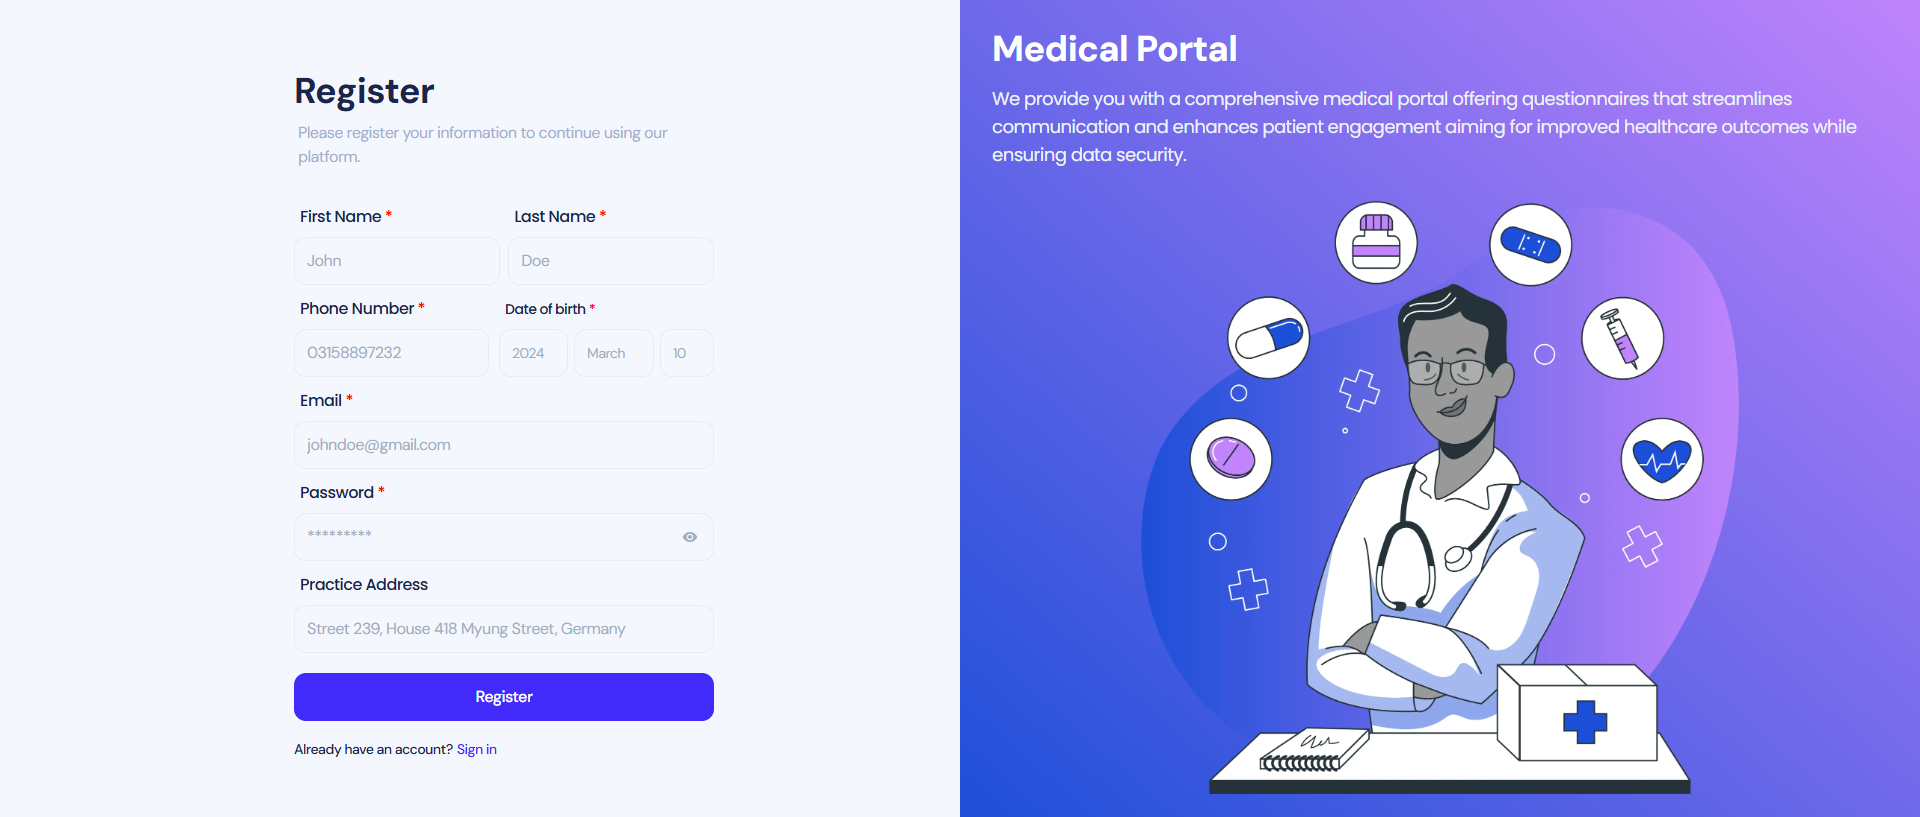 Register
Please register your information to continue using our
platform.
First Name *
Last Name *
John
Doe
Phone Number *
Date of birth *
03158897232
2024
March
10
Email *
johndoe@gmail.com
Password *
*********
Practice Address
Street 239, House 418 Myung Street, Germany
Register
Already have an account? Sign in
Medical Portal
We provide you with a comprehensive medical portal offering questionnaires that streamlines
communication and enhances patient engagement aiming for improved healthcare outcomes while
ensuring data security.